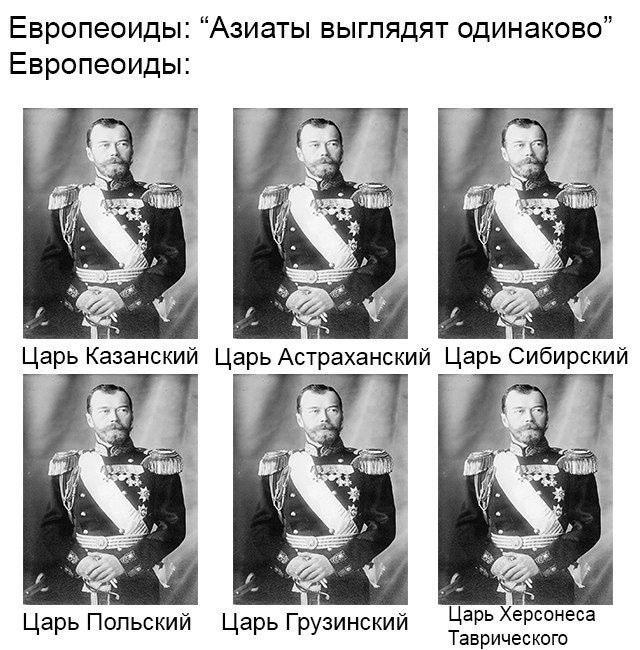 Европеоиды: “Азиаты выглядят одинаково”
Европеоиды:
Царь Казанский
Царь Астраханский
Царь Сибирский
Царь Польский
Царь Грузинский
Царь Херсонеса
Таврического